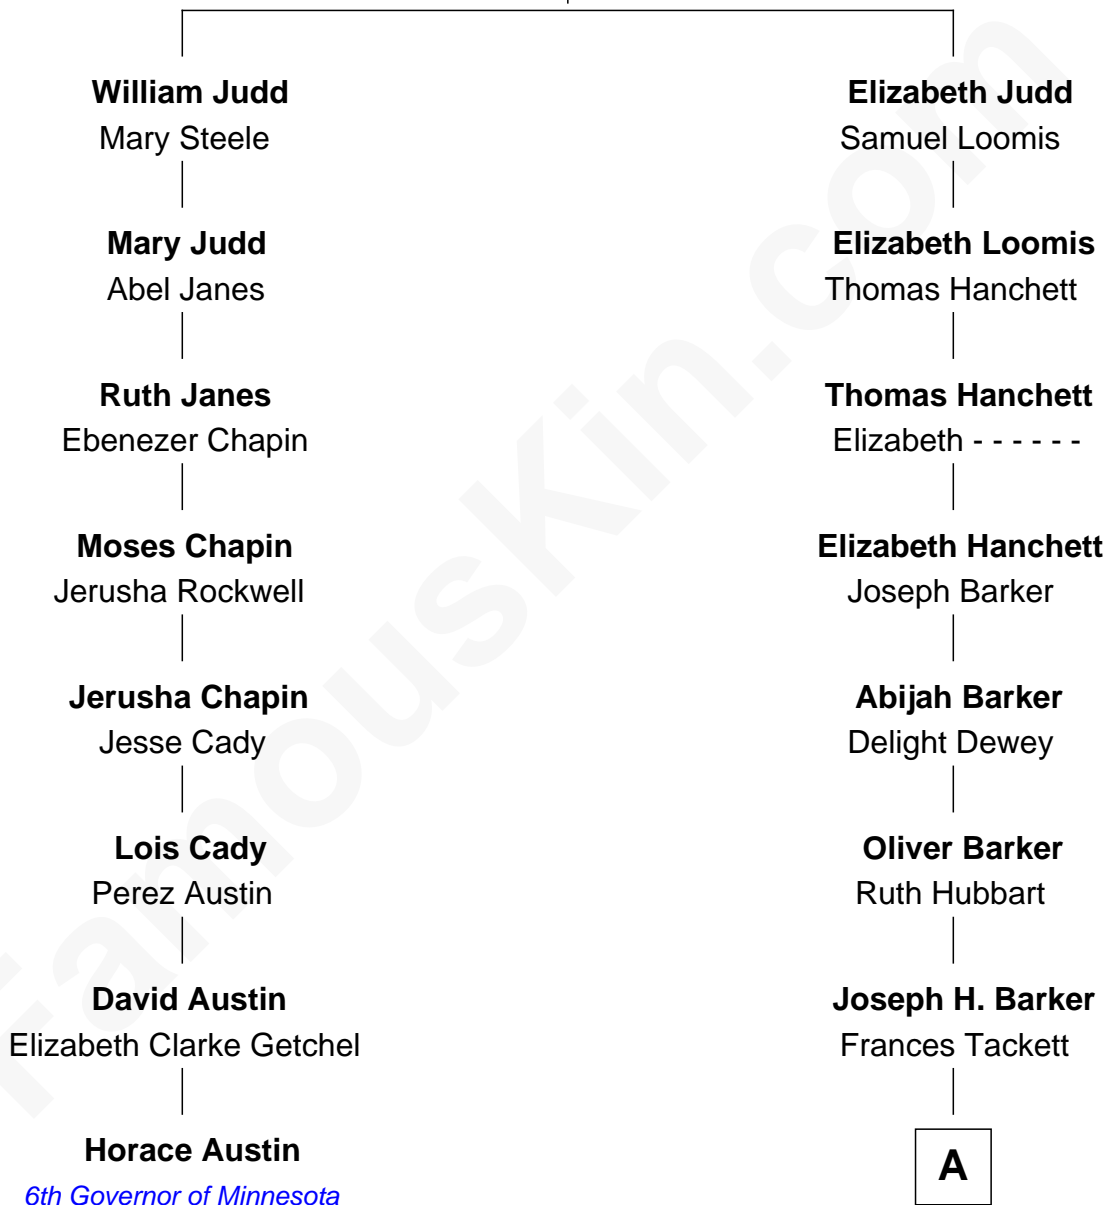 William Judd
Mary Steele
Mary Judd
Abel Janes
Ruth Janes
Ebenezer Chapin
Moses Chapin
Jerusha Rockwell
Jerusha Chapin
Jesse Cady
Lois Cady
Perez Austin
David Austin
Elizabeth Clarke Getchel
Horace Austin
6th Governor of Minnesota
Elizabeth Judd
Samuel Loomis
Elizabeth Loomis
Thomas Hanchett
Thomas Hanchett
Elizabeth - - - - - -
Elizabeth Hanchett
Joseph Barker
Abijah Barker
Delight Dewey
Oliver Barker
Ruth Hubbart
Joseph H. Barker
Frances Tackett
A
FamousKin.com